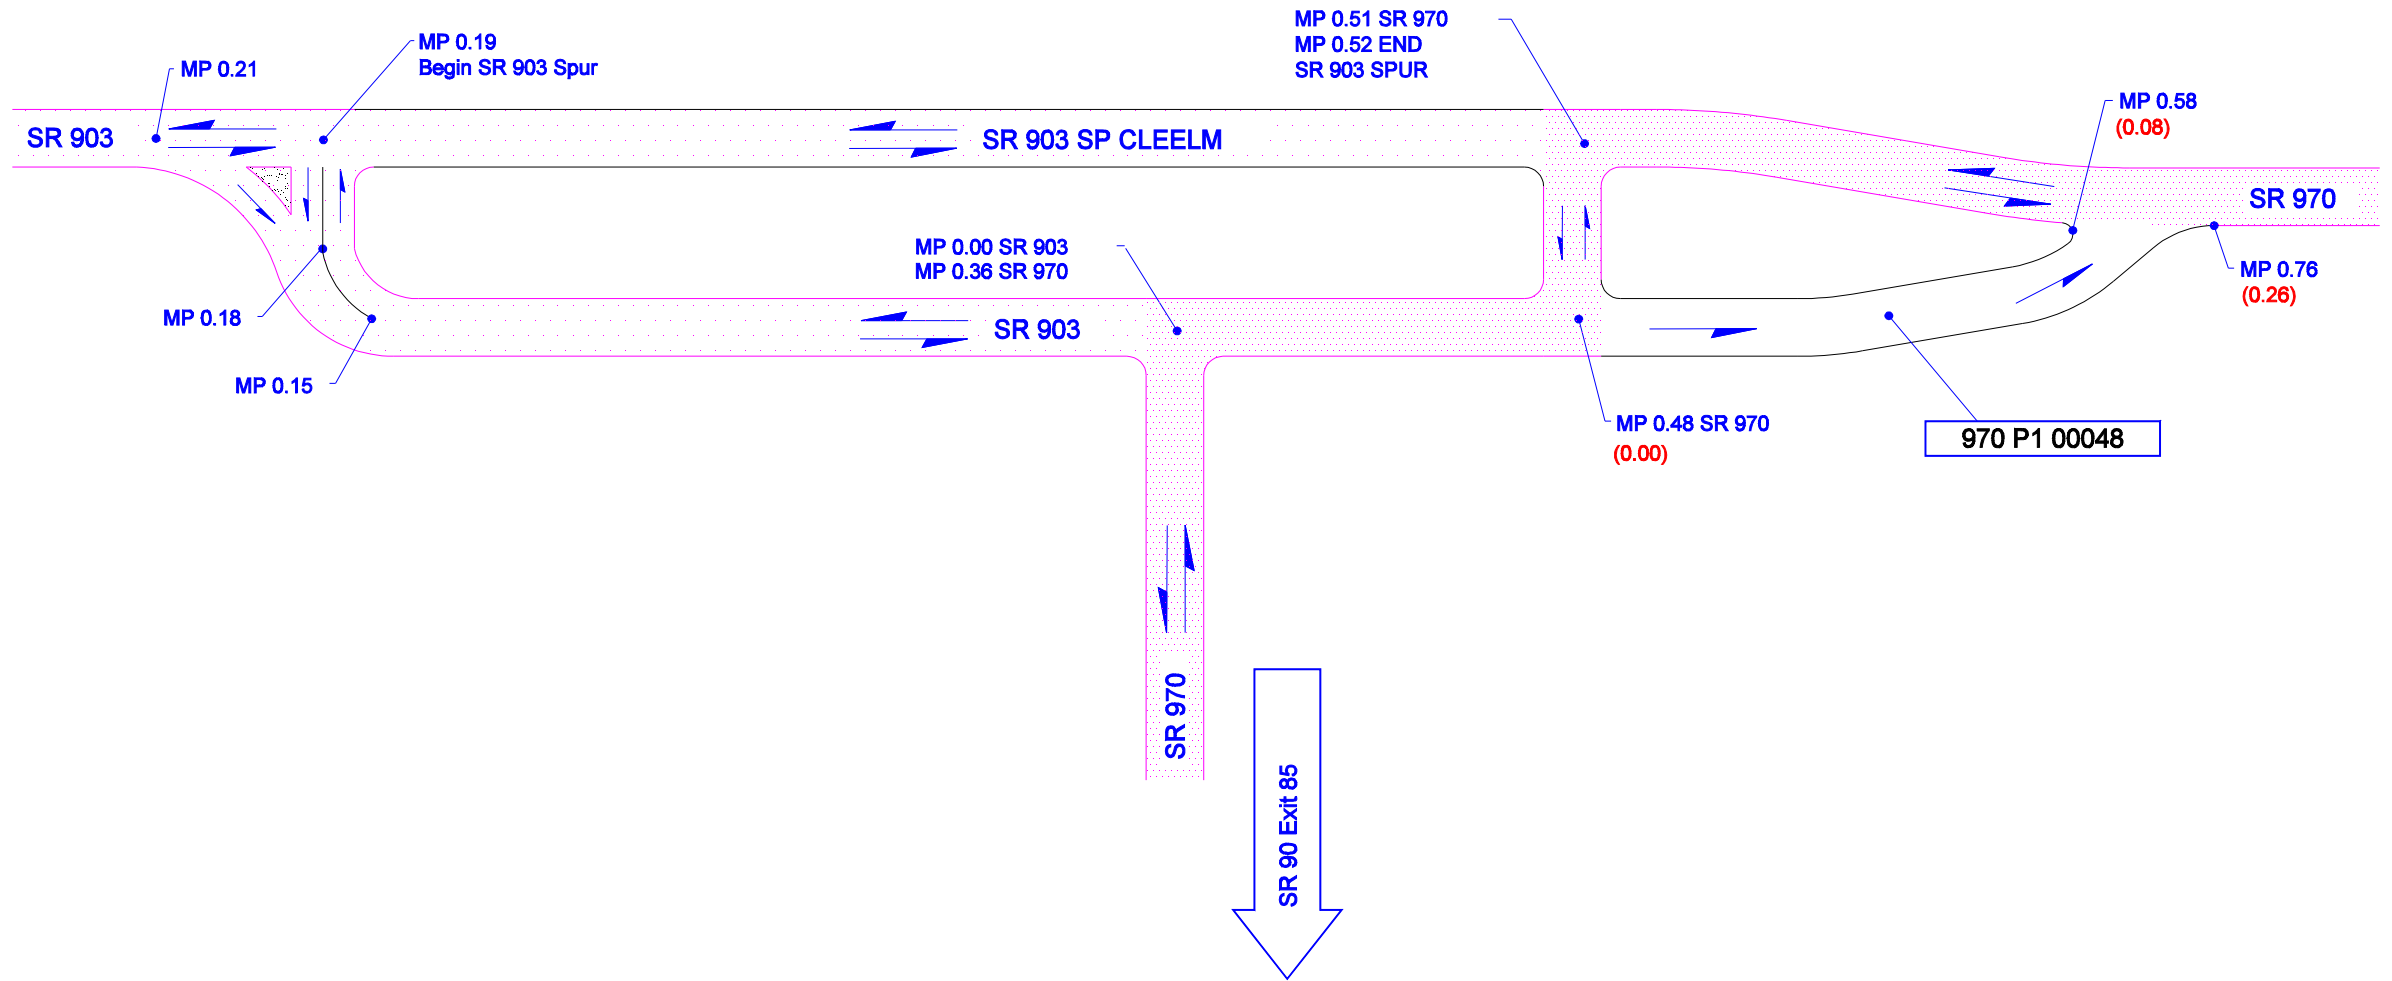 MP 0.51 SR 970
MP 0.52 END
SR 903 SPUR
MP 0.19
Begin SR 903 Spur
MP 0.21
MP 0.58
(0.08)
SR 903
SR 903 SP CLEELM
SR 970
MP 0.00 SR 903
MP 0.36 SR 970
MP 0.76
(0.26)
MP 0.18
SR 903
MP 0.15
MP 0.48 SR 970
(0.00)
970 P1 00048
SR 970
SR 90 Exit 85